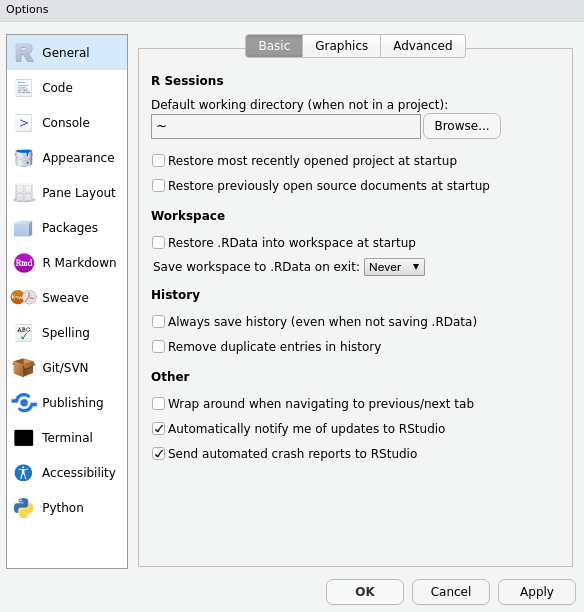 Options
General
Code
Console
Appearance
Pane Layout
Packages
R Markdown
Sweave
Spelling
Git/SVN
Publishing
Terminal
Accessibility
Python
Basic Graphics Advanced
R Sessions
Default working directory (when not in a project):
~ Browse...
Restore most recently opened project at startup
Restore previously open source documents at startup
Workspace
Restore .RData into workspace at startup
Save workspace to .RData on exit: Never
History
Always save history (even when not saving .RData)
Remove duplicate entries in history
Other
Wrap around when navigating to previous/next tab
Automatically notify me of updates to RStudio
Send automated crash reports to RStudio
OK Cancel Apply